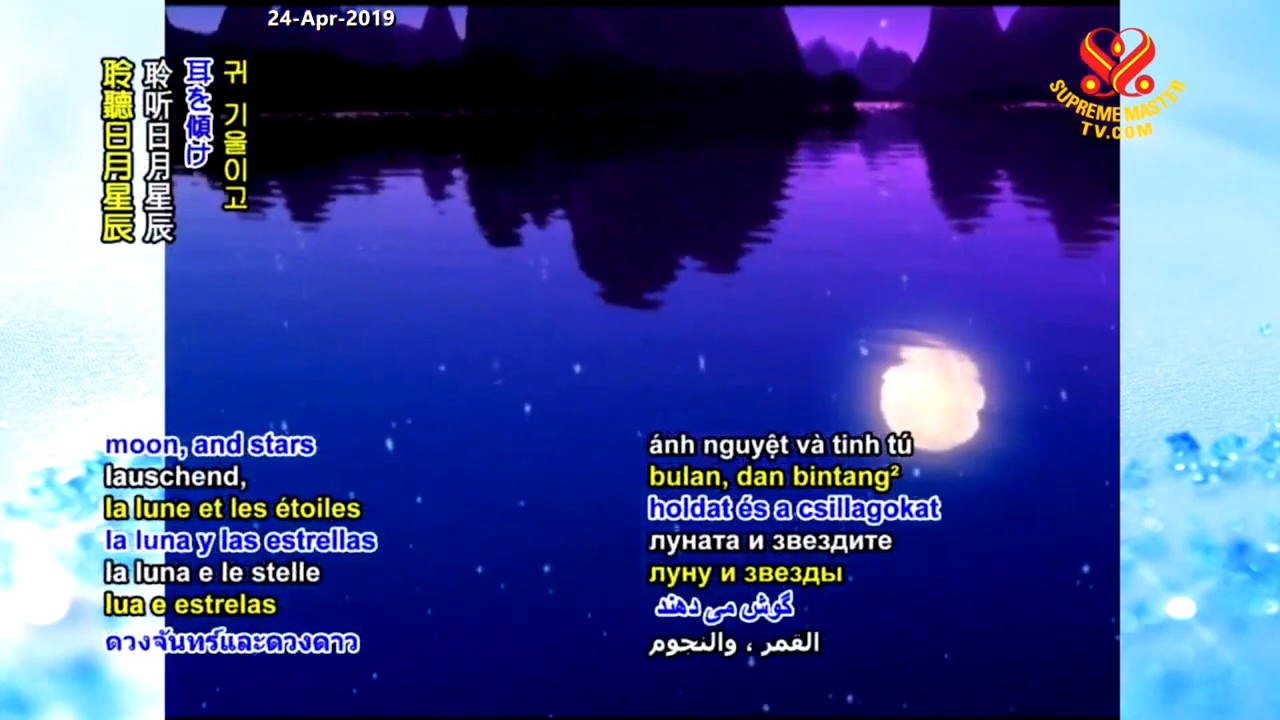 24-Apr-2019
SUPREME MASTER
TV.COM
귀 기울이고
耳を傾け
聆听日月星辰
聆聽日月星辰
moon, and stars
lauschend,
la lune et les étoiles
la luna y las estrellas
la luna e le stelle
lua e estrelas
ดวงจันทร์และดวงดาว
ánh nguyệt và tinh tú
bulan, dan bintang²
holdat és a csillagokat
луната и звездите
луну и звезды
گوش می دهند
القمر ، والنجوم